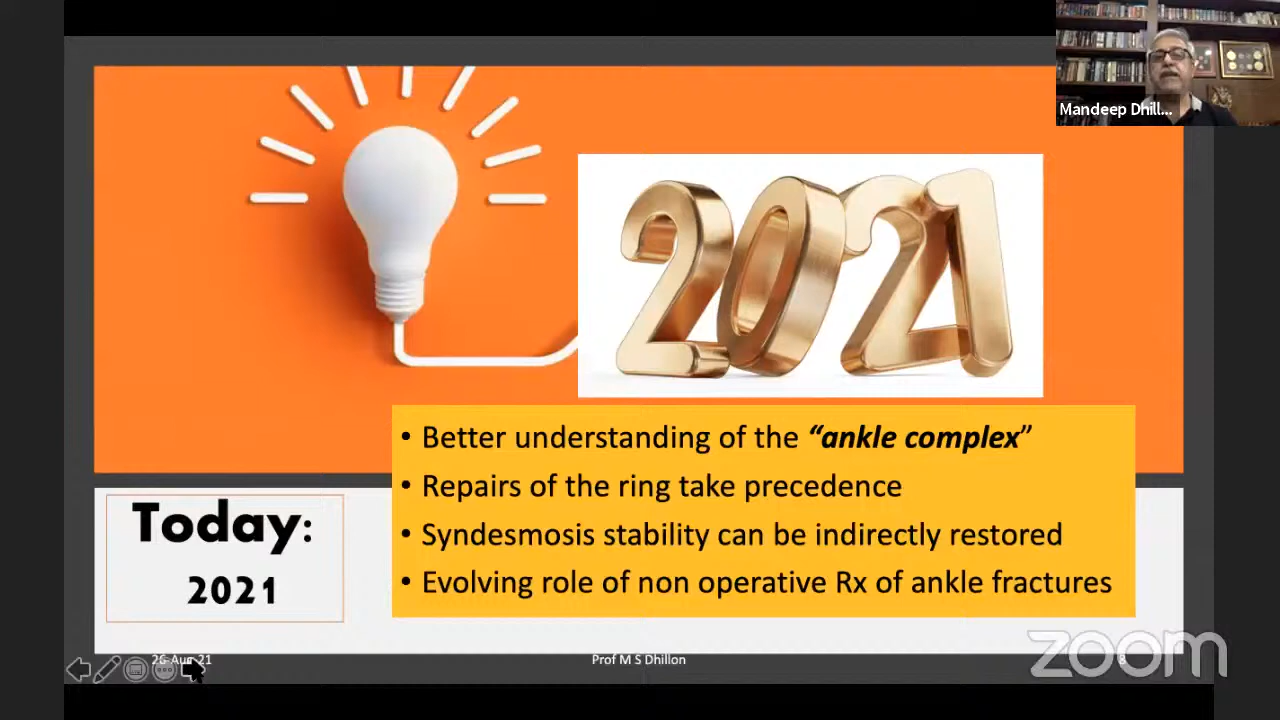 Mandeep Dhill...
2021
• Better understanding of the “ankle complex”
• Repairs of the ring take precedence
• Syndesmosis stability can be indirectly restored
• Evolving role of non operative Rx of ankle fractures
Today:
2021
26-Aug-21
Prof M S Dhillon
8
zoom